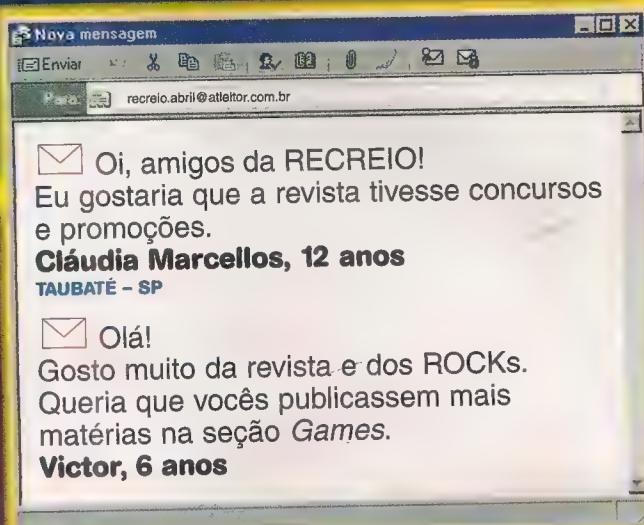 Nova mensagem
Enviar
Para:
recreio.abril@atleitor.com.br
Oi, amigos da RECREIO!
Eu gostaria que a revista tivesse concursos
e promoções.
Cláudia Marcellos, 12 anos
TAUBATÉ – SP
Olá!
Gosto muito da revista e dos ROCKs.
Queria que vocês publicassem mais
matérias na seção Games.
Victor, 6 anos